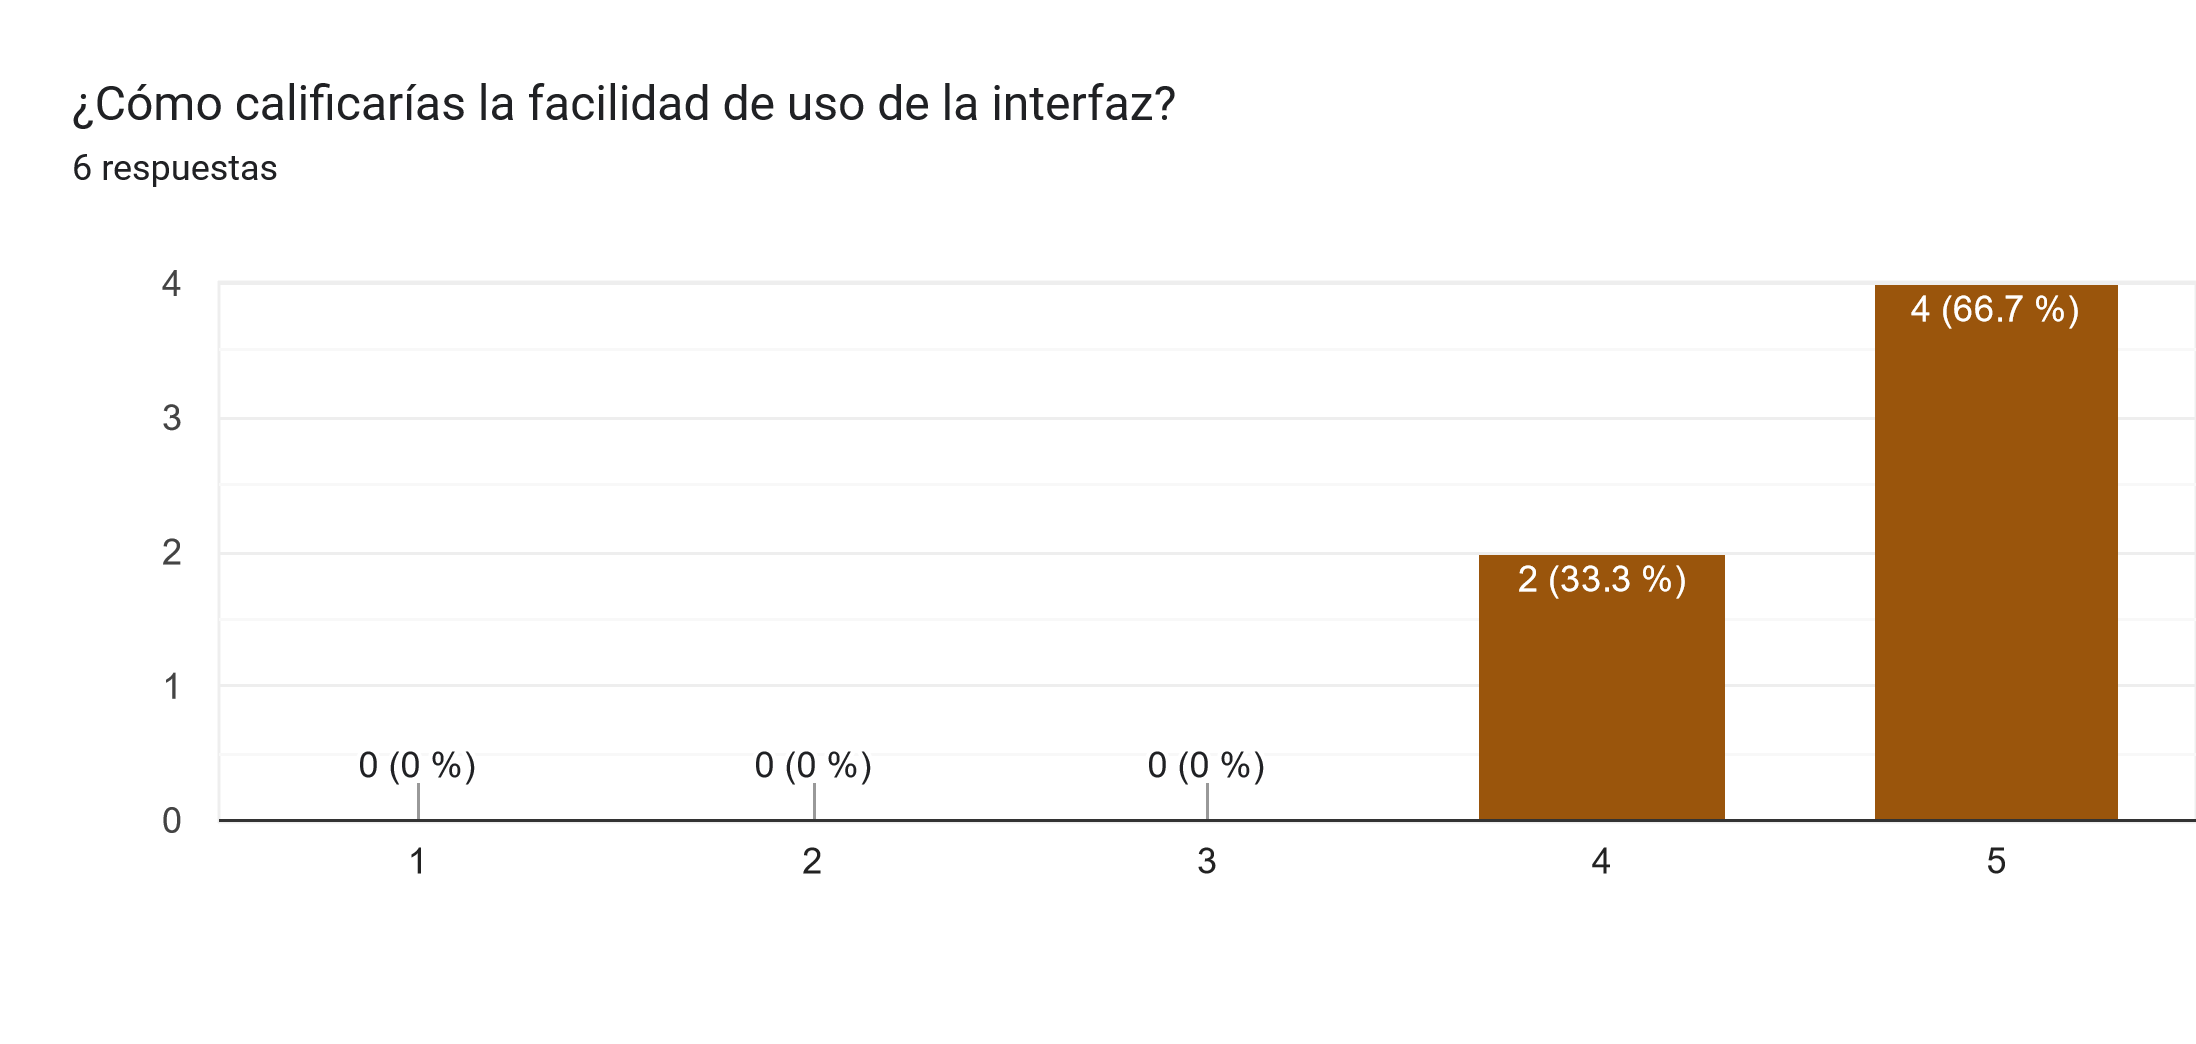 ¿Cómo calificarías la facilidad de uso de la interfaz?
6 respuestas
4
4 (66.7 %)
3
2
2 (33.3 %)
1
0 (0 %) 0 (0 %) 0 (0 %)
0
1 2 3 4 5